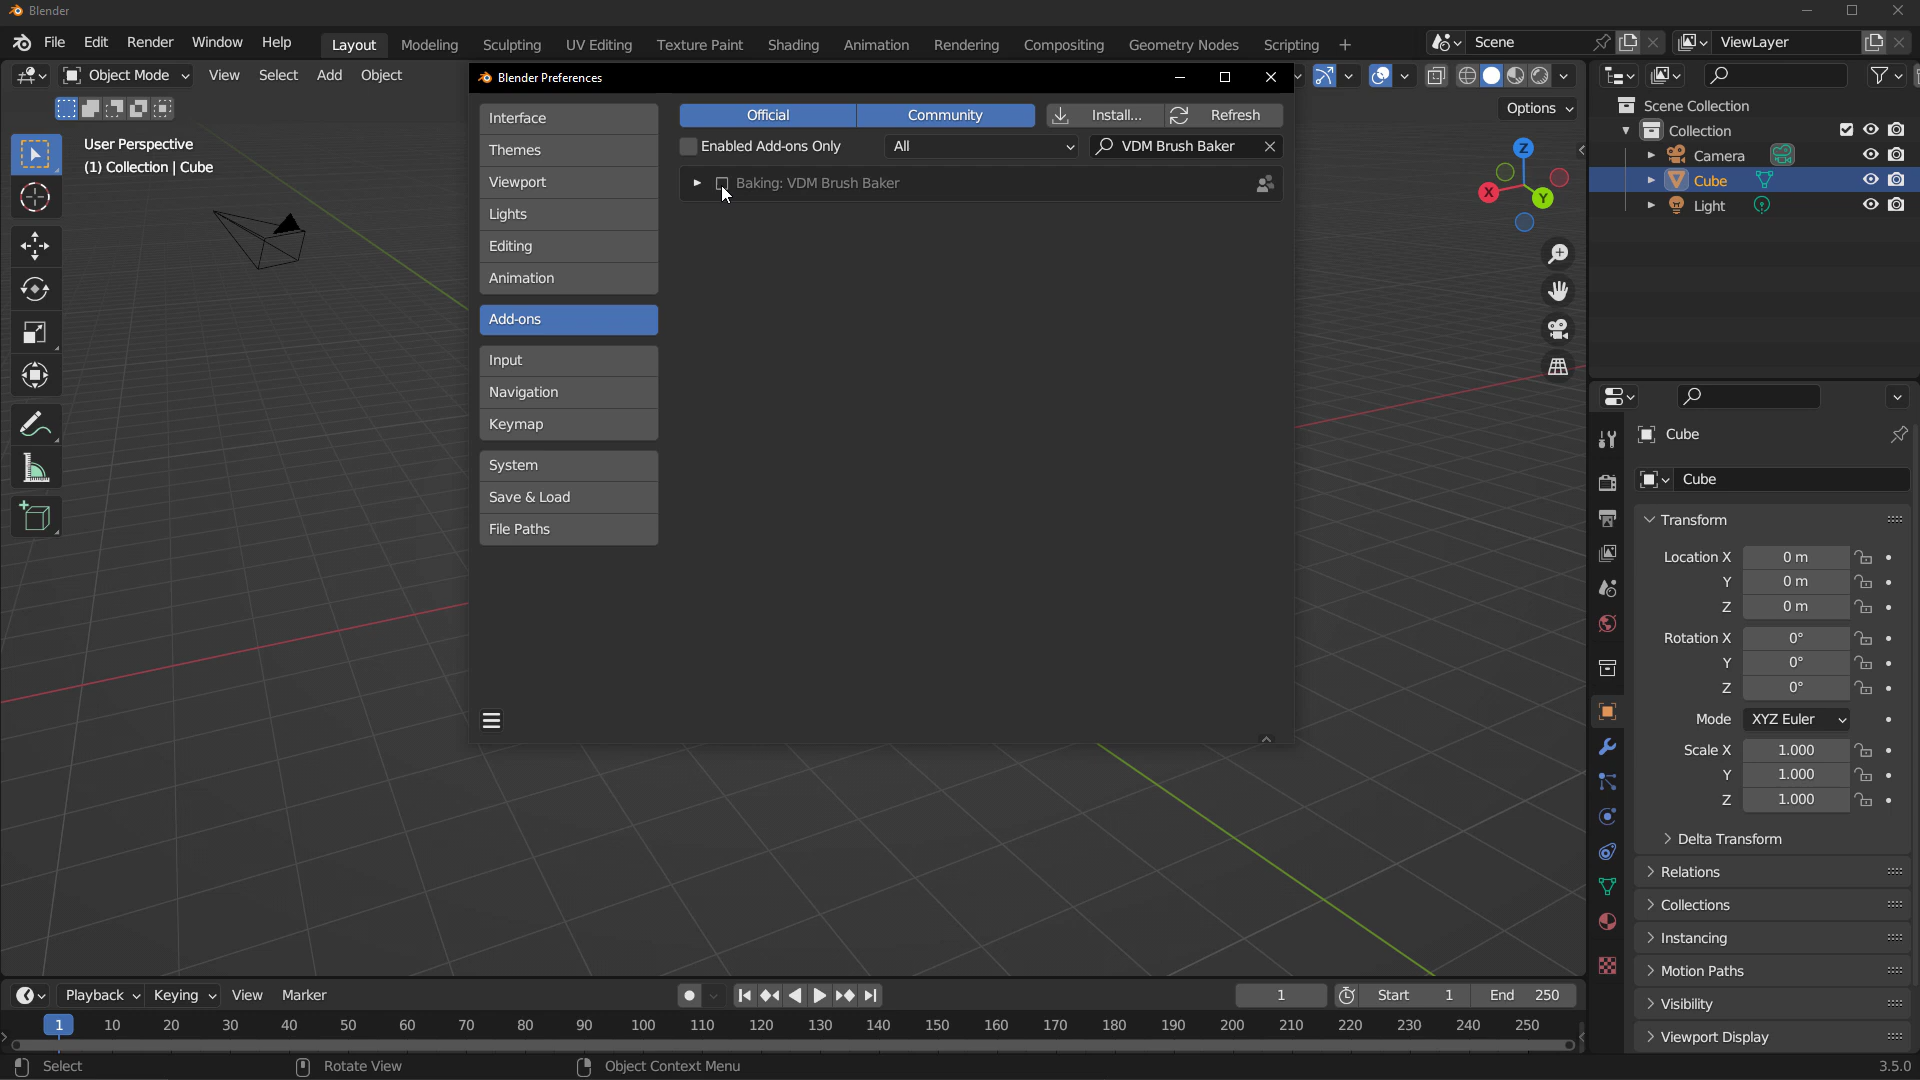 Blender
File Edit Render Window Help Layout Modeling Sculpting UV Editing Texture Paint Shading Animation Rendering Compositing Geometry Nodes Scripting + Scene ViewLayer
Object Mode View Select Add Object
Blender Preferences
Options
User Perspective
(1) Collection | Cube
Interface
Themes
Viewport
Lights
Editing
Animation
Add-ons
Input
Navigation
Keymap
System
Save & Load
File Paths
Official Community Install... Refresh
Enabled Add-ons Only All VDM Brush Baker
Baking: VDM Brush Baker
Z
X
Y
Scene Collection
Collection
Camera
Cube
Light
Cube
Cube
Transform
Location X 0 m
Y 0 m
Z 0 m
Rotation X 0°
Y 0°
Z 0°
Mode XYZ Euler
Scale X 1.000
Y 1.000
Z 1.000
Delta Transform
Relations
Collections
Instancing
Motion Paths
Visibility
Viewport Display
Playback Keying View Marker 1 Start 1 End 250
1 10 20 30 40 50 60 70 80 90 100 110 120 130 140 150 160 170 180 190 200 210 220 230 240 250
Select Rotate View Object Context Menu 3.5.0